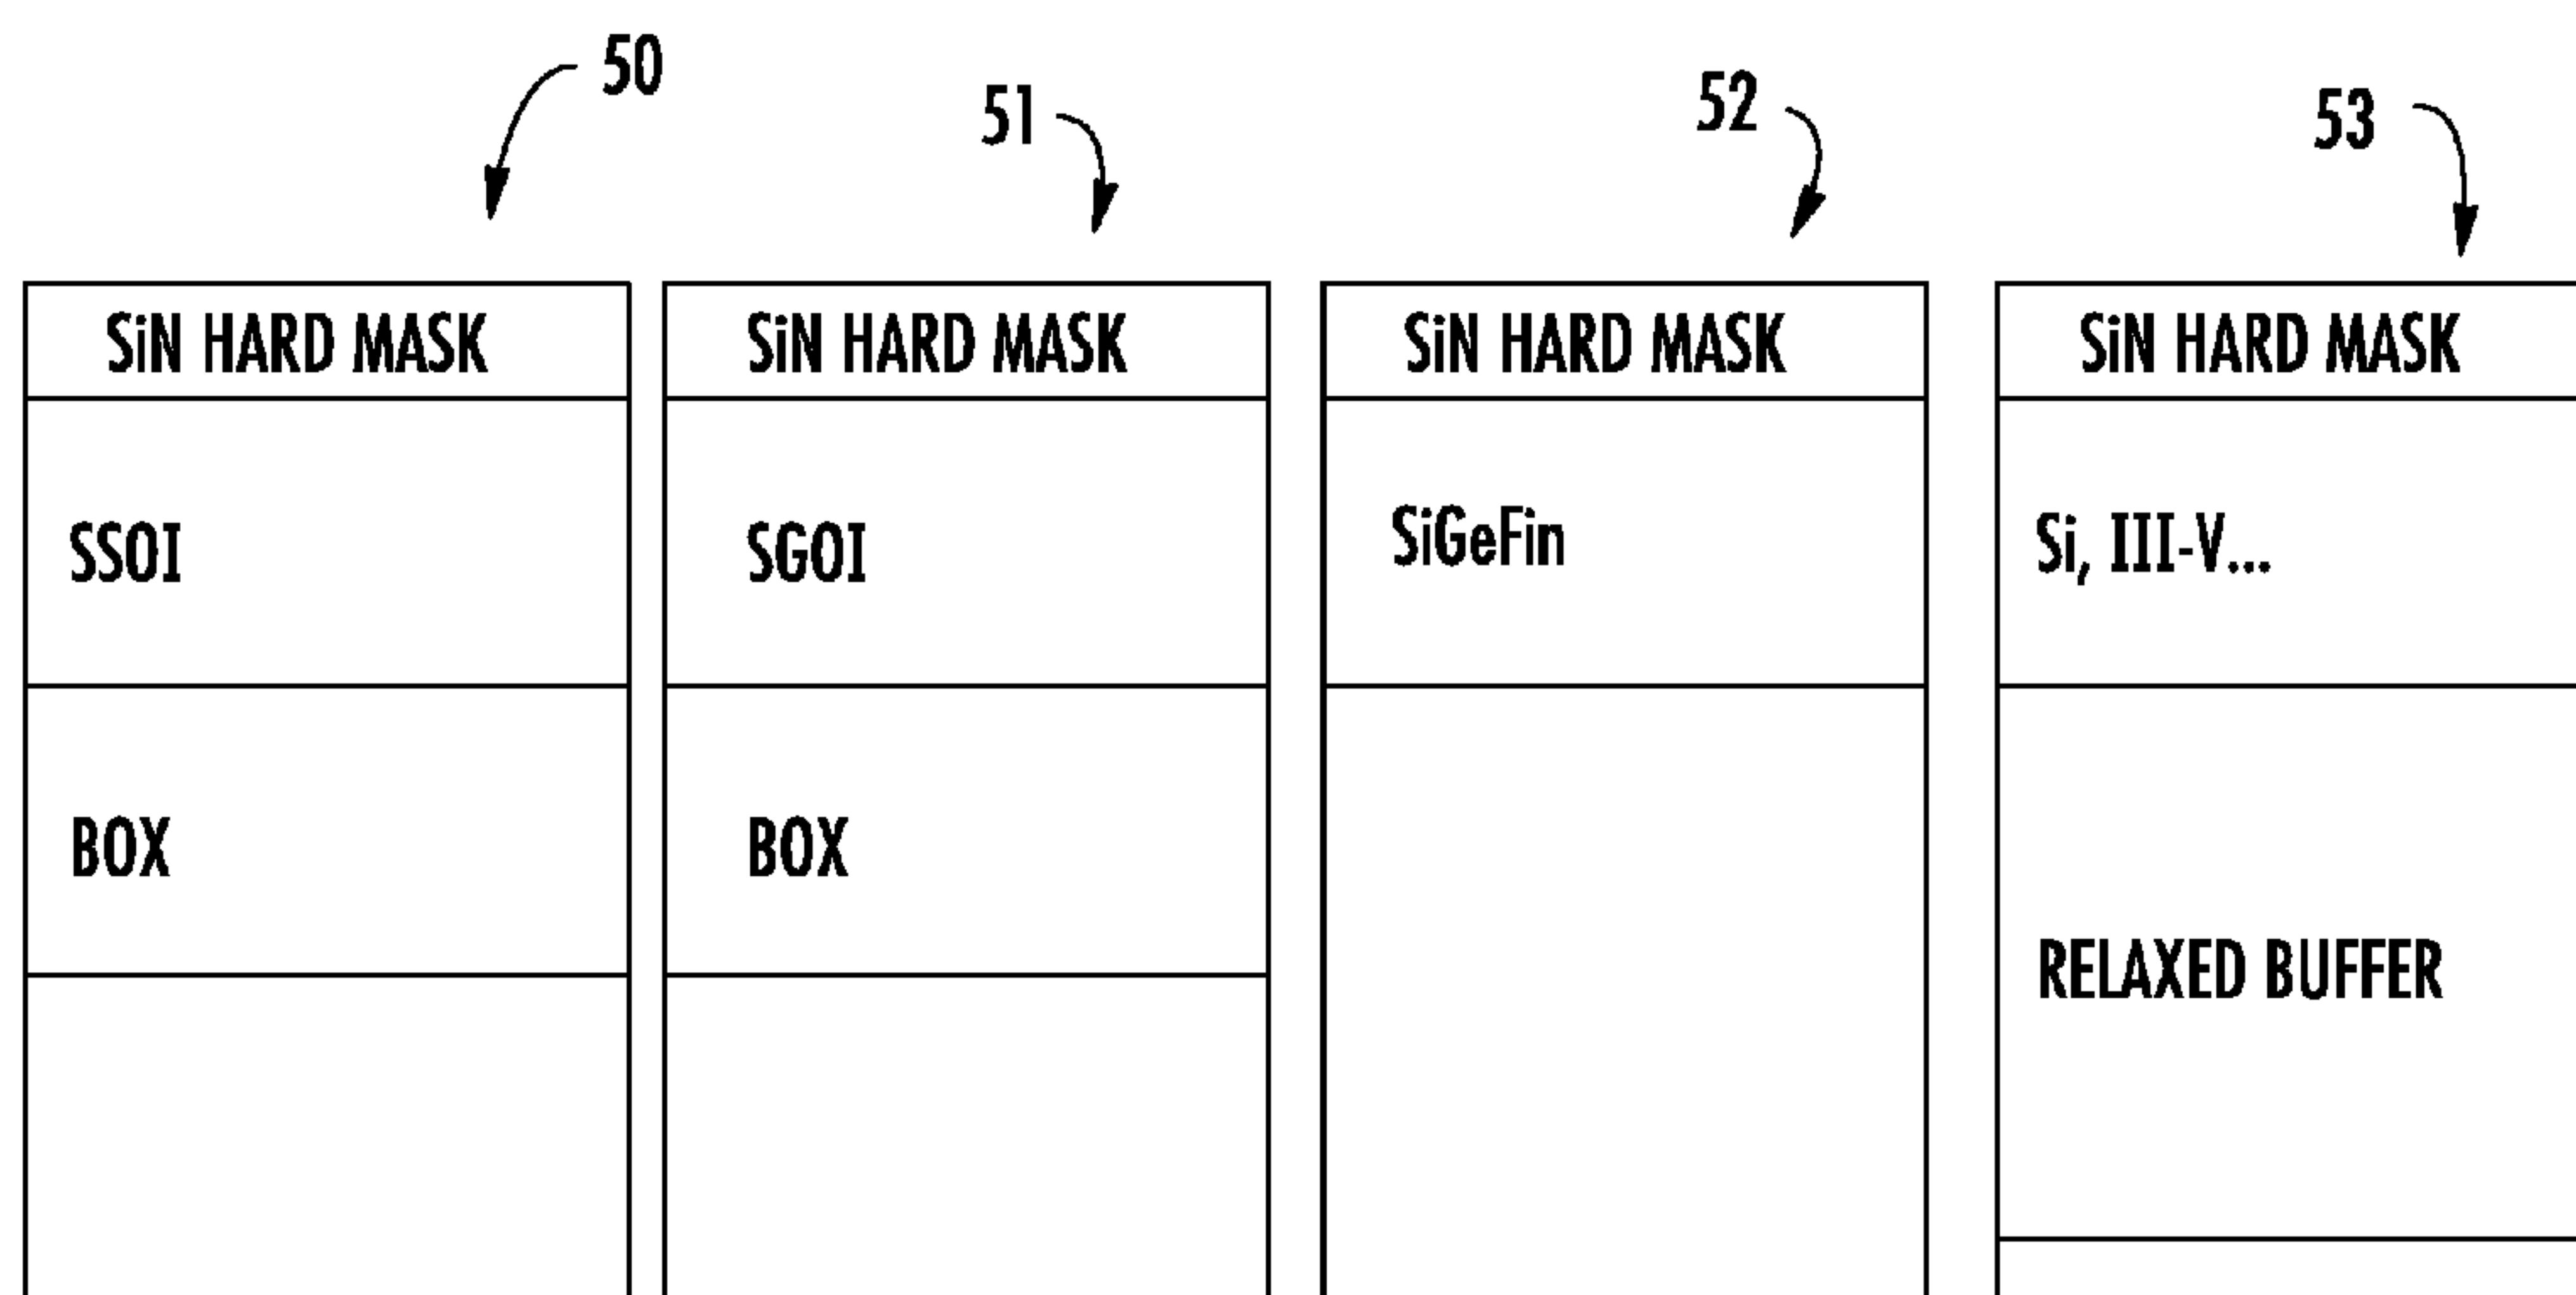 50
51
52
53
SiN HARD MASK
SSOI
BOX
SiN HARD MASK
SGOI
BOX
SiN HARD MASK
SiGeFin
SiN HARD MASK
Si, III-V...
RELAXED BUFFER